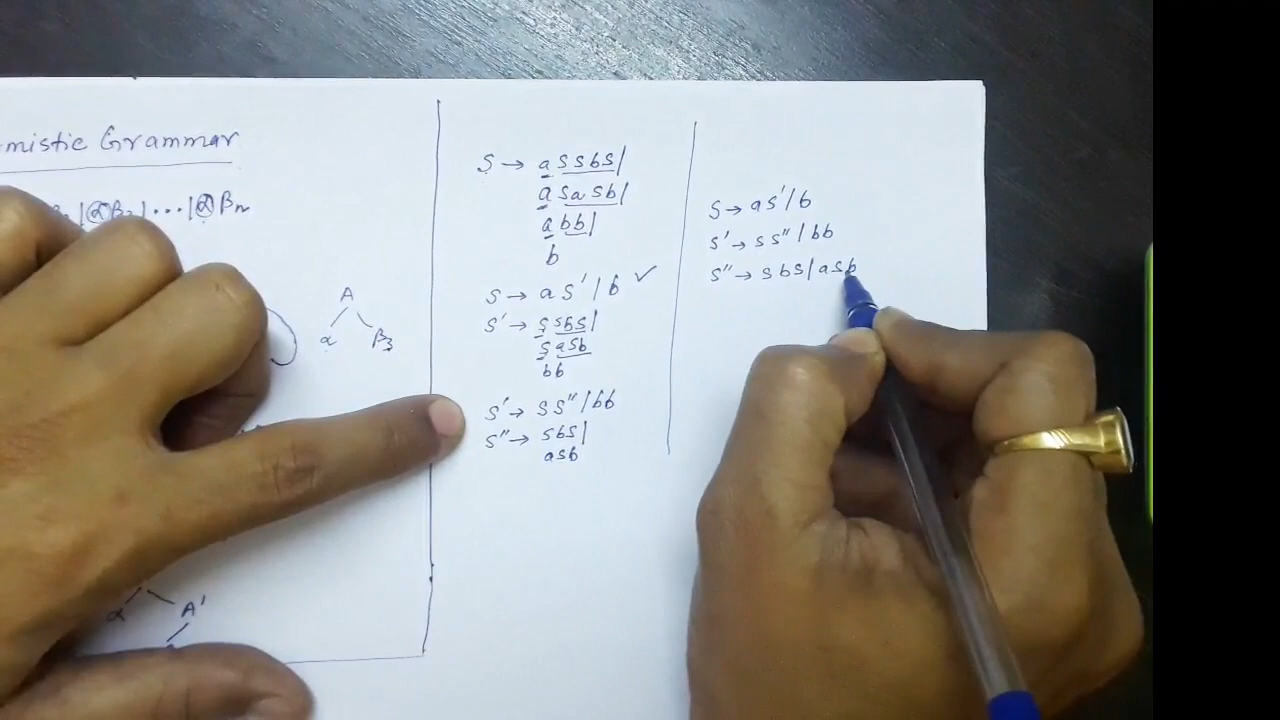 mistic Grammar
|αβ2|...|αβn
A
α β3
α A'
S → assbs|
asasb|
abb|
b
S → as'/b ✓
S' → ssbs|
sasb
bb
S' → ss"/bb
S" → sbs|
asb
S → as'/b
S' → ss"/bb
S" → sbs|asb